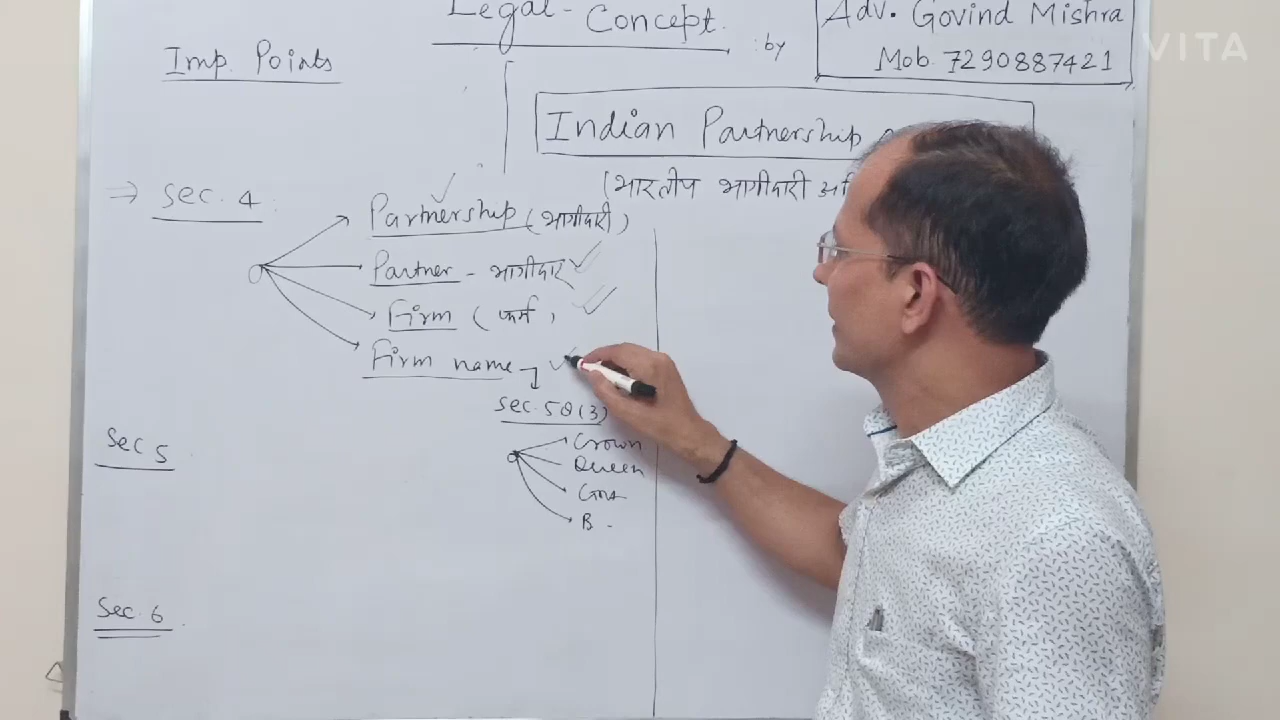 Legal-Concept.
:by
Adv. Govind Mishra
Mob. 7290887421
VITA
Imp. Points
Indian Partnership
(भारतीय भागीदारी अधि
⇒ Sec. 4
Partnership (भागीदारी)
Partner - भागीदार
Firm (फर्म)
Firm name
Sec. 58(3)
Crown
Queen
B -
Sec 5
Sec. 6